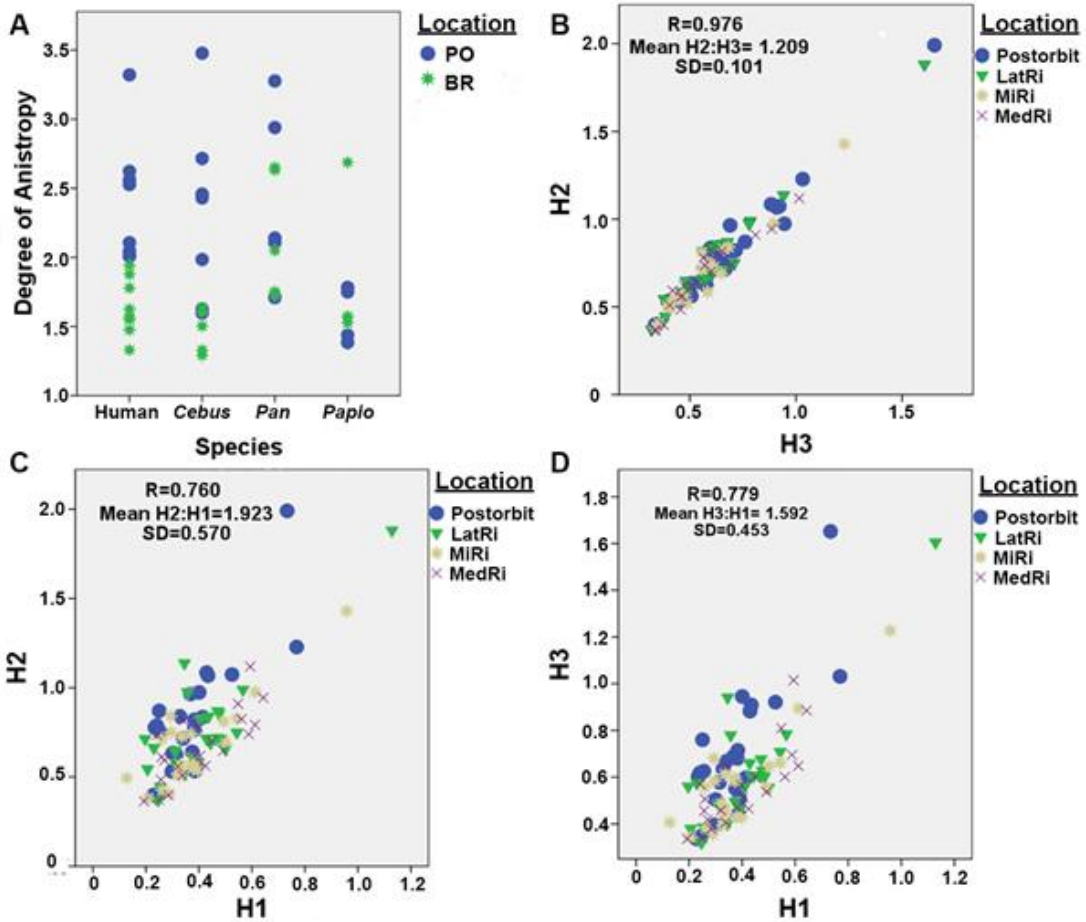 A
Location
PO
BR
Degree of Anistropy
3.5
3.0
2.5
2.0
1.5
1.0
Human Cebus Pan Papio
Species
B
R=0.976
Mean H2:H3= 1.209
SD=0.101
Location
Postorbit
LatRi
MiRi
MedRi
H2
2.0
1.5
1.0
0.5
0
0.5 1.0 1.5
H3
C
R=0.760
Mean H2:H1=1.923
SD=0.570
Location
Postorbit
LatRi
MiRi
MedRi
H2
2.0
1.5
1.0
0.5
0
0 0.2 0.4 0.6 0.8 1.0 1.2
H1
D
R=0.779
Mean H3:H1= 1.592
SD=0.453
Location
Postorbit
LatRi
MiRi
MedRi
H3
1.8
1.6
1.4
1.2
1.0
0.8
0.6
0.4
0 0.2 0.4 0.6 0.8 1.0 1.2
H1